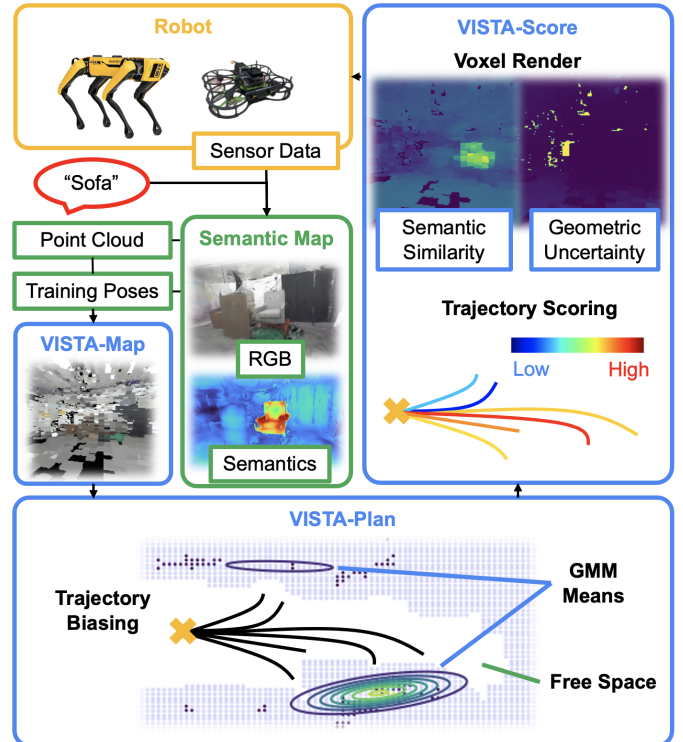 Robot
Sensor Data
“Sofa”
Point Cloud
Training Poses
VISTA-Map
Semantic Map
RGB
Semantics
VISTA-Score
Voxel Render
Semantic
Similarity
Geometric
Uncertainty
Trajectory Scoring
Low
High
VISTA-Plan
Trajectory
Biasing
GMM
Means
Free Space